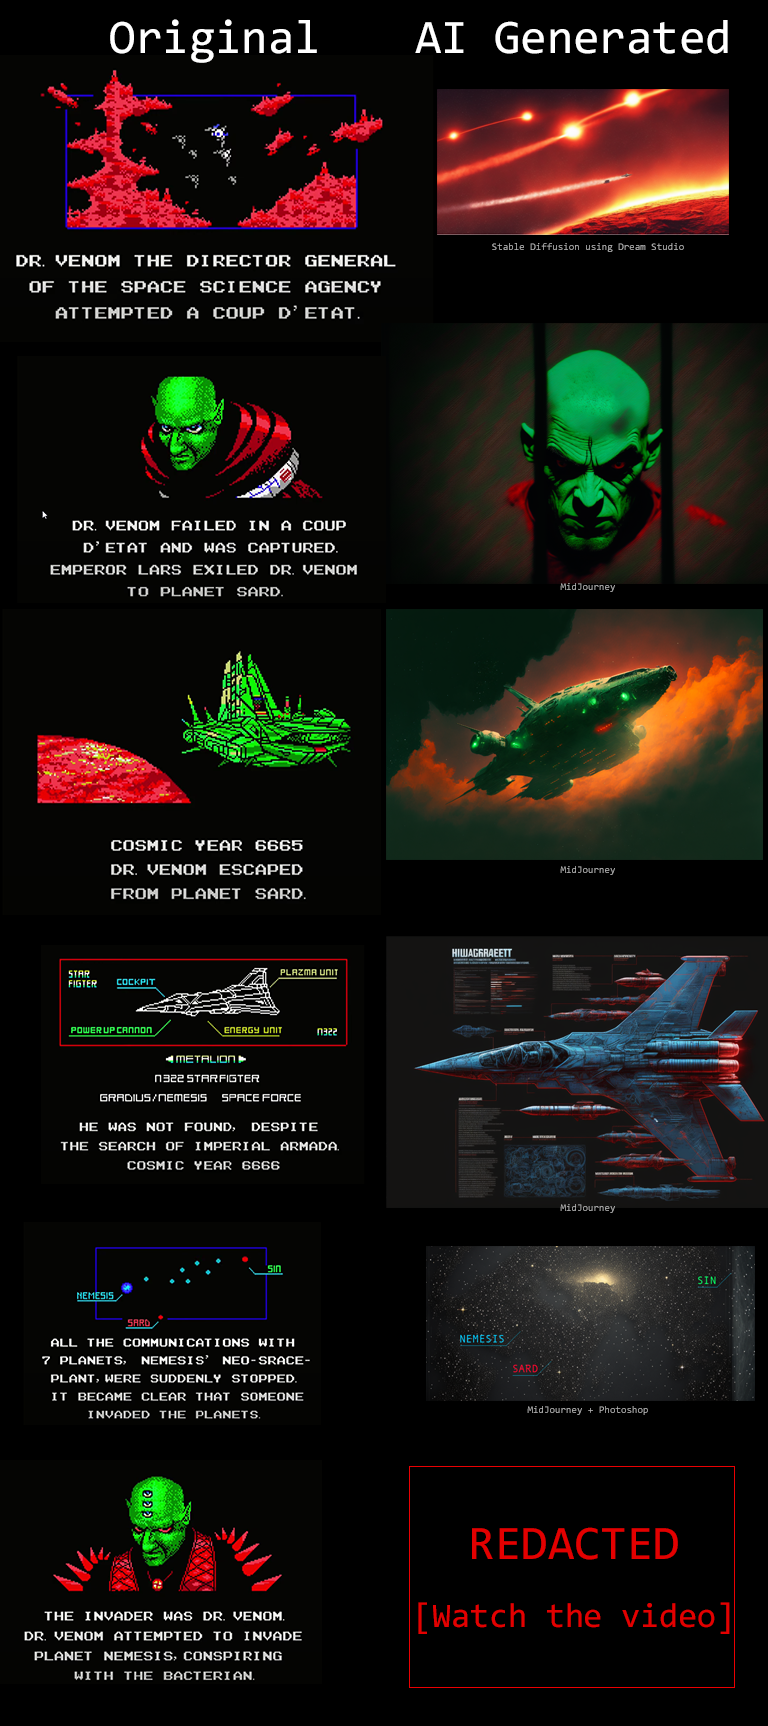 Original
AI Generated
DR. VENOM THE DIRECTOR GENERAL
OF THE SPACE SCIENCE AGENCY
ATTEMPTED A COUP D'ETAT.
Stable Diffusion using Dream Studio
DR. VENOM FAILED IN A COUP
D'ETAT AND WAS CAPTURED.
EMPEROR LARS EXILED DR. VENOM
TO PLANET SARD.
MidJourney
COSMIC YEAR 6665
DR. VENOM ESCAPED
FROM PLANET SARD.
MidJourney
STAR
FIGTER
COCKPIT
PLAZMA UNIT
POWER UP CANNON
ENERGY UNIT
N322
METALION
N322 STARFIGTER
GRADIUS/NEMESIS SPACE FORCE
HE WAS NOT FOUND, DESPITE
THE SEARCH OF IMPERIAL ARMADA.
COSMIC YEAR 6666
MidJourney
SIN
NEMESIS
SARD
ALL THE COMMUNICATIONS WITH
7 PLANETS, NEMESIS' NEO-SRACE-
PLANT, WERE SUDDENLY STOPPED.
IT BECAME CLEAR THAT SOMEONE
INVADED THE PLANETS.
SIN
NEMESIS
SARD
MidJourney + Photoshop
THE INVADER WAS DR. VENOM.
DR. VENOM ATTEMPTED TO INVADE
PLANET NEMESIS, CONSPIRING
WITH THE BACTERIAN.
REDACTED
[Watch the video]